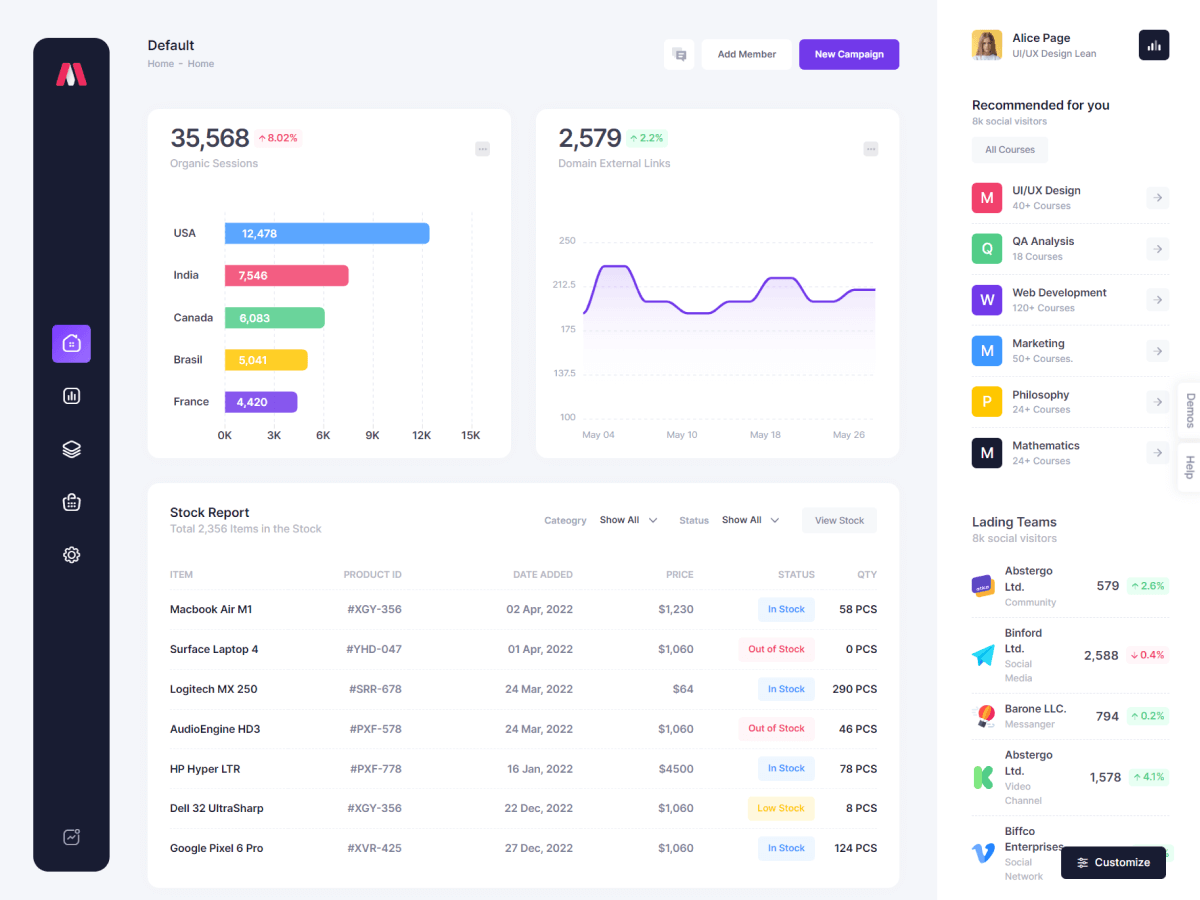 Default
Home - Home
Add Member
New Campaign
35,568 8.02%
Organic Sessions
USA 12,478
India 7,546
Canada 6,083
Brasil 5,041
France 4,420
0K 3K 6K 9K 12K 15K
2,579 2.2%
Domain External Links
250
212.5
175
137.5
100
May 04 May 10 May 18 May 26
Stock Report
Total 2,356 Items in the Stock
Cateogry Show All Status Show All View Stock
ITEM PRODUCT ID DATE ADDED PRICE STATUS QTY
Macbook Air M1 #XGY-356 02 Apr, 2022 $1,230 In Stock 58 PCS
Surface Laptop 4 #YHD-047 01 Apr, 2022 $1,060 Out of Stock 0 PCS
Logitech MX 250 #SRR-678 24 Mar, 2022 $64 In Stock 290 PCS
AudioEngine HD3 #PXF-578 24 Mar, 2022 $1,060 Out of Stock 46 PCS
HP Hyper LTR #PXF-778 16 Jan, 2022 $4500 In Stock 78 PCS
Dell 32 UltraSharp #XGY-356 22 Dec, 2022 $1,060 Low Stock 8 PCS
Google Pixel 6 Pro #XVR-425 27 Dec, 2022 $1,060 In Stock 124 PCS
Alice Page
UI/UX Design Lean
Recommended for you
8k social visitors
All Courses
M UI/UX Design
40+ Courses
Q QA Analysis
18 Courses
W Web Development
120+ Courses
M Marketing
50+ Courses.
P Philosophy
24+ Courses
M Mathematics
24+ Courses
Demos
Help
Lading Teams
8k social visitors
Abstergo
Ltd.
Community
579 2.6%
Binford
Ltd.
Social
Media
2,588 0.4%
Barone LLC.
Messanger
794 0.2%
Abstergo
Ltd.
Video
Channel
1,578 4.1%
Biffco
Enterprises
Social
Network
Customize